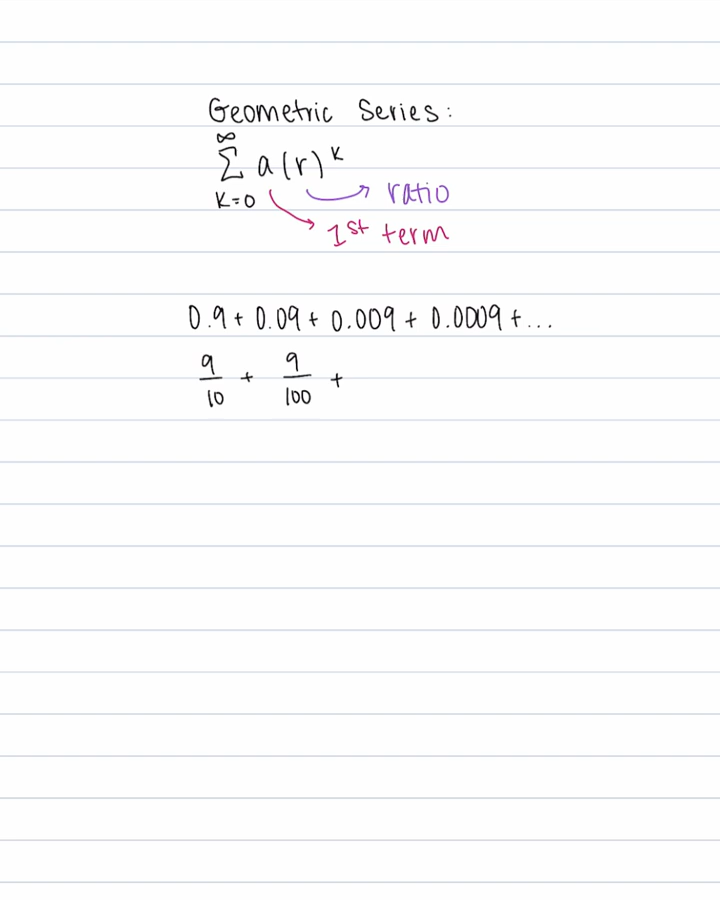 Geometric Series:
∞
Σ a(r)^k
k=0
ratio
1st term
0.9 + 0.09 + 0.009 + 0.0009 + ...
9/10 + 9/100 +